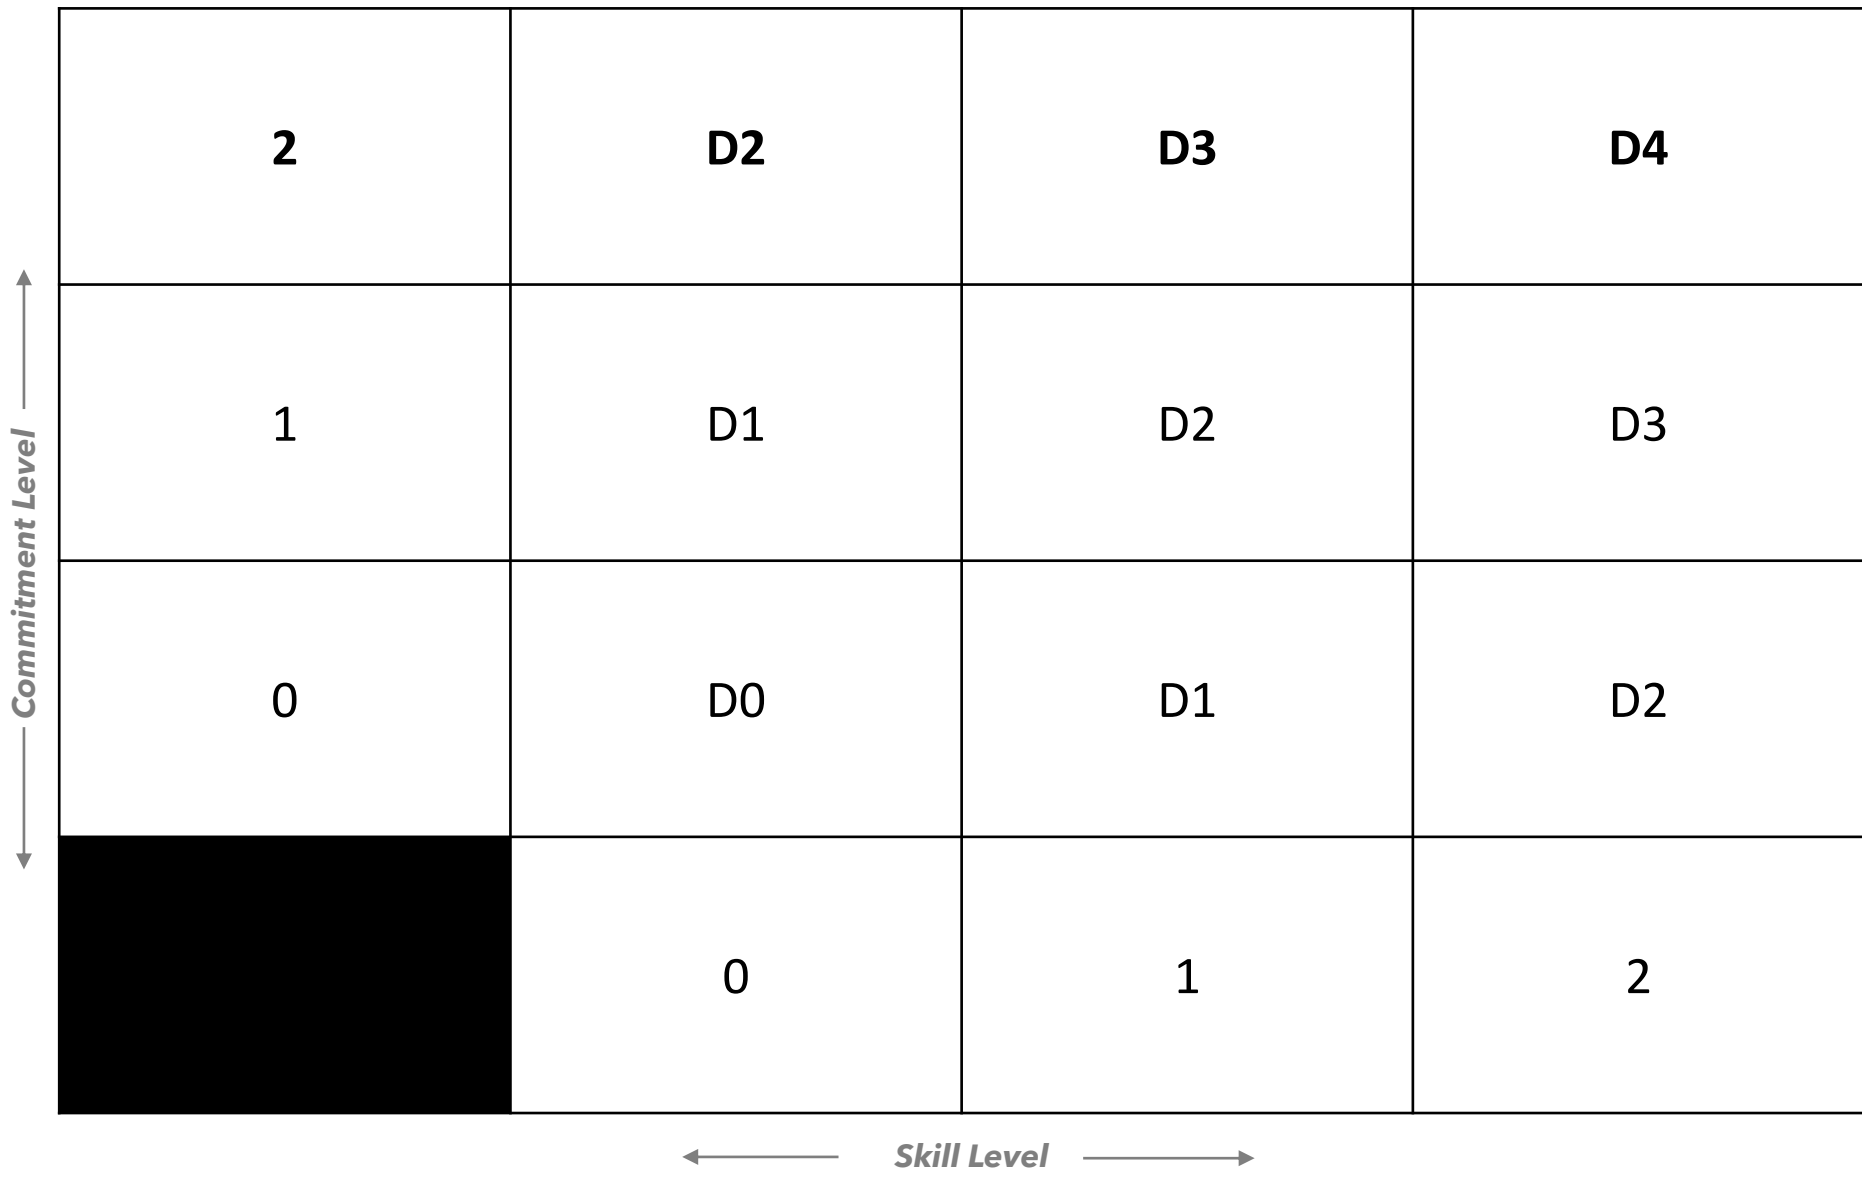 2 D2 D3 D4
1 D1 D2 D3
0 D0 D1 D2
0 1 2
Commitment Level
Skill Level